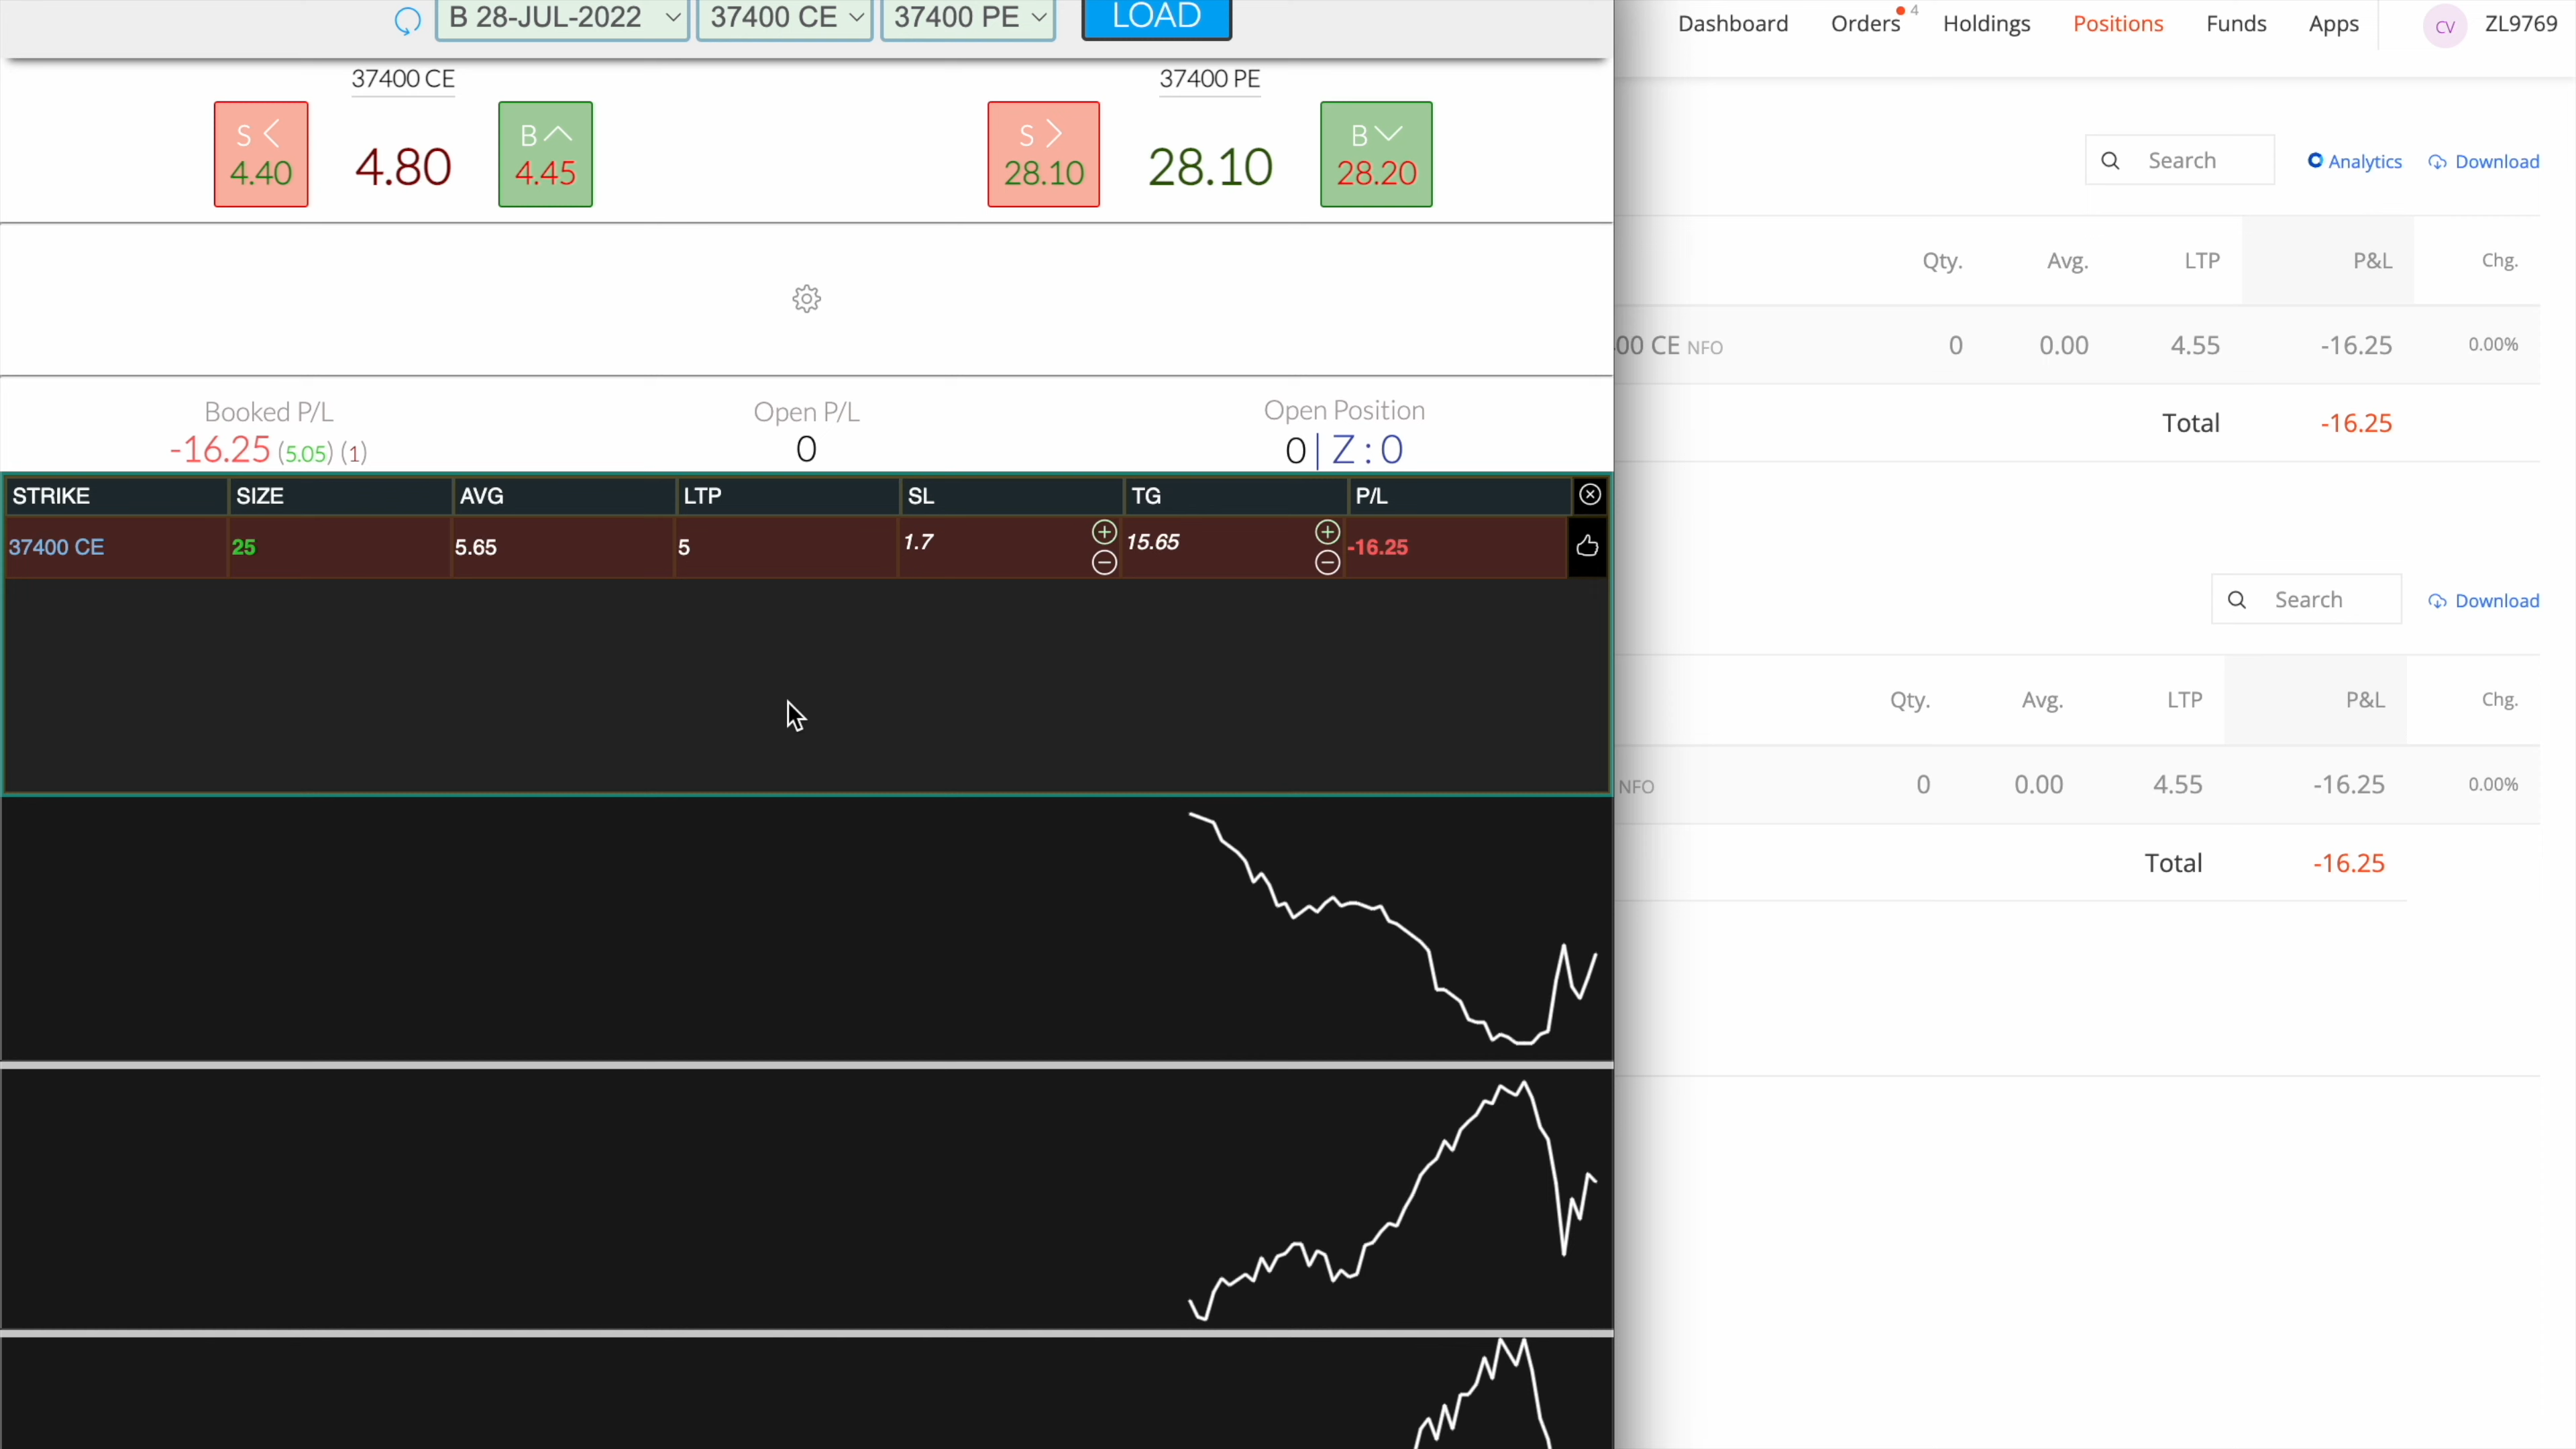 B 28-JUL-2022 37400 CE 37400 PE LOAD
37400 CE
S 4.40
4.80
B 4.45
37400 PE
S 28.10
28.10
B 28.20
Booked P/L
-16.25 (5.05) (1)
Open P/L
0
Open Position
0 | Z : 0
STRIKE SIZE AVG LTP SL TG P/L
37400 CE 25 5.65 5 1.7 15.65 -16.25
Dashboard Orders 4 Holdings Positions Funds Apps CV ZL9769
Search Analytics Download
Qty. Avg. LTP P&L Chg.
00 CE NFO 0 0.00 4.55 -16.25 0.00%
Total -16.25
Search Download
Qty. Avg. LTP P&L Chg.
NFO 0 0.00 4.55 -16.25 0.00%
Total -16.25